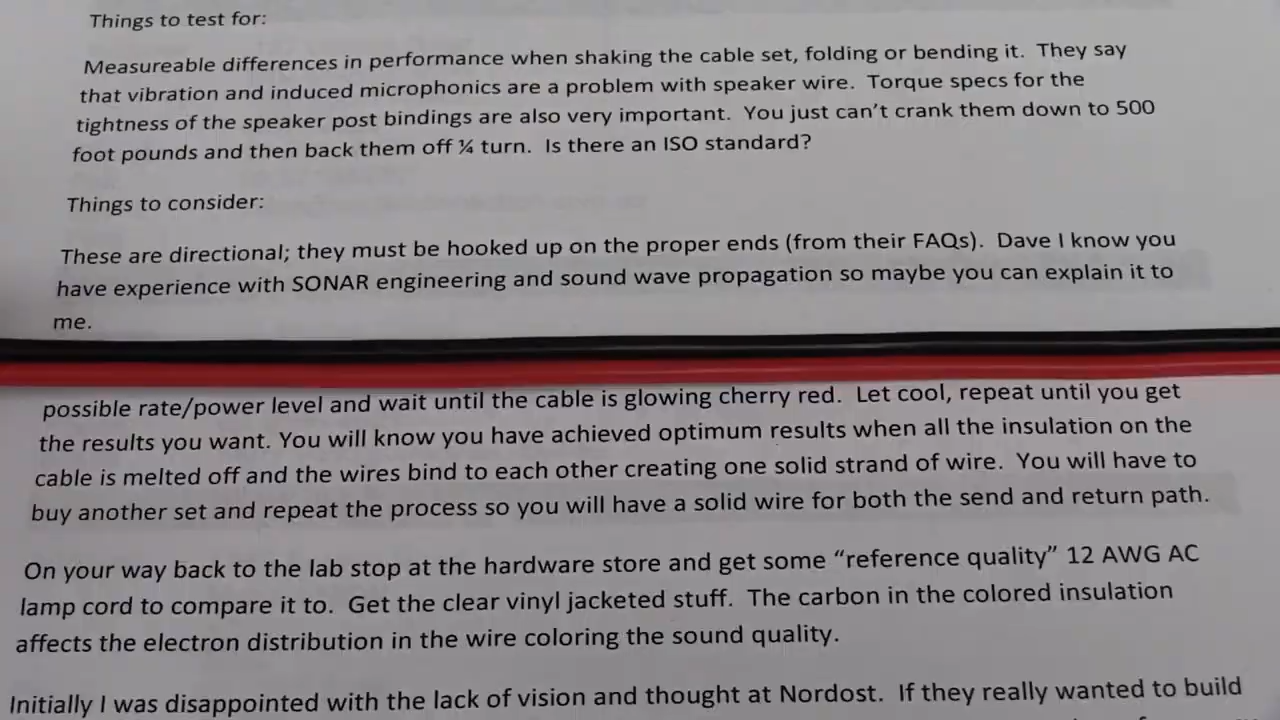 Things to test for:
Measureable differences in performance when shaking the cable set, folding or bending it.  They say
that vibration and induced microphonics are a problem with speaker wire.  Torque specs for the
tightness of the speaker post bindings are also very important.  You just can't crank them down to 500
foot pounds and then back them off ¼ turn.  Is there an ISO standard?
Things to consider:
These are directional; they must be hooked up on the proper ends (from their FAQs).  Dave I know you
have experience with SONAR engineering and sound wave propagation so maybe you can explain it to
me.
possible rate/power level and wait until the cable is glowing cherry red.  Let cool, repeat until you get
the results you want. You will know you have achieved optimum results when all the insulation on the
cable is melted off and the wires bind to each other creating one solid strand of wire.  You will have to
buy another set and repeat the process so you will have a solid wire for both the send and return path.
On your way back to the lab stop at the hardware store and get some “reference quality” 12 AWG AC
lamp cord to compare it to.  Get the clear vinyl jacketed stuff.  The carbon in the colored insulation
affects the electron distribution in the wire coloring the sound quality.
Initially I was disappointed with the lack of vision and thought at Nordost.  If they really wanted to build